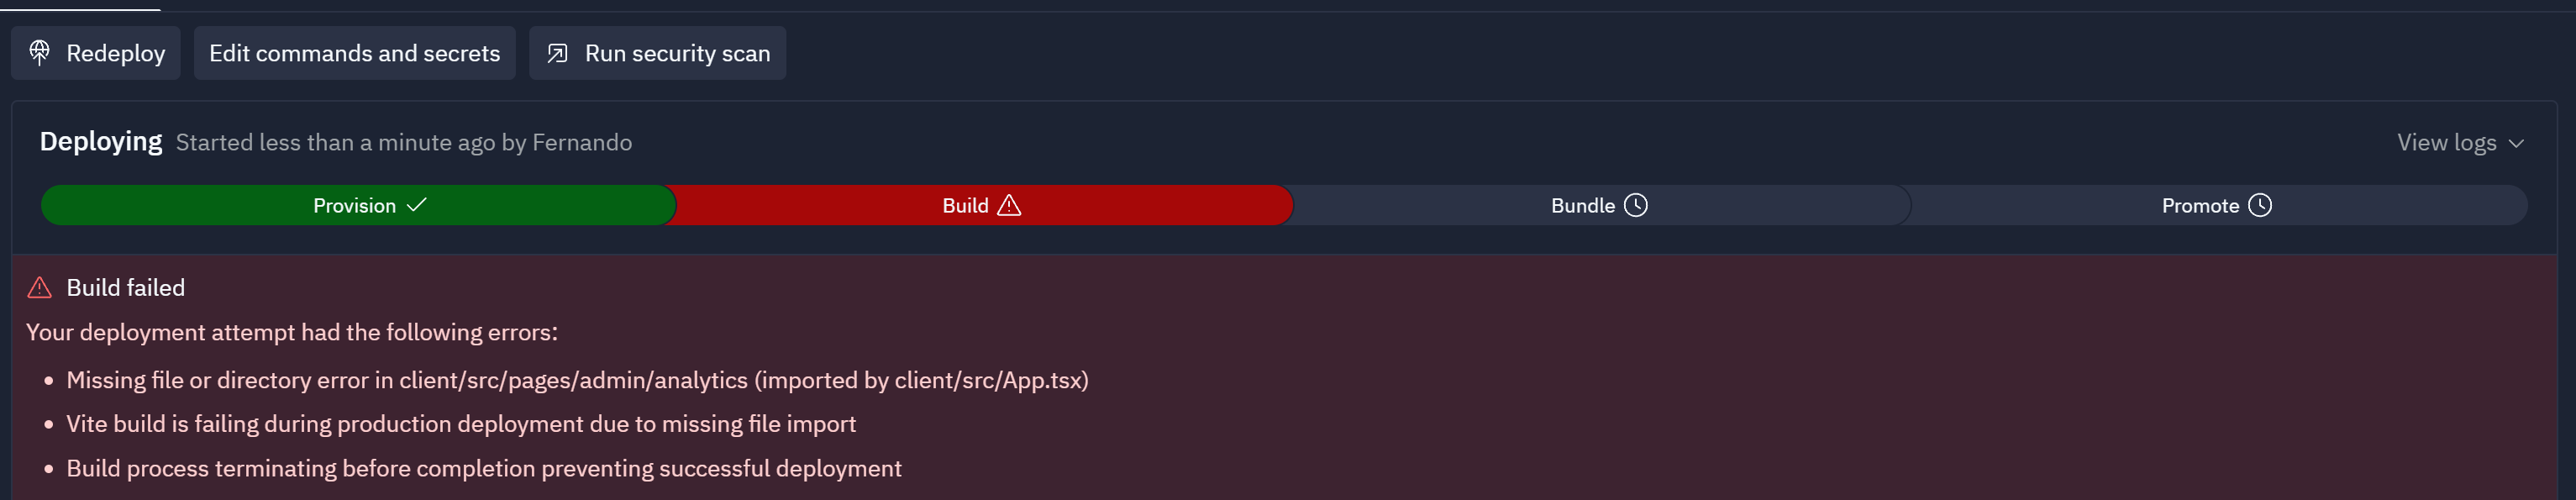 Redeploy
Edit commands and secrets
Run security scan
Deploying Started less than a minute ago by Fernando
View logs
Provision
Build
Bundle
Promote
Build failed
Your deployment attempt had the following errors:
• Missing file or directory error in client/src/pages/admin/analytics (imported by client/src/App.tsx)
• Vite build is failing during production deployment due to missing file import
• Build process terminating before completion preventing successful deployment